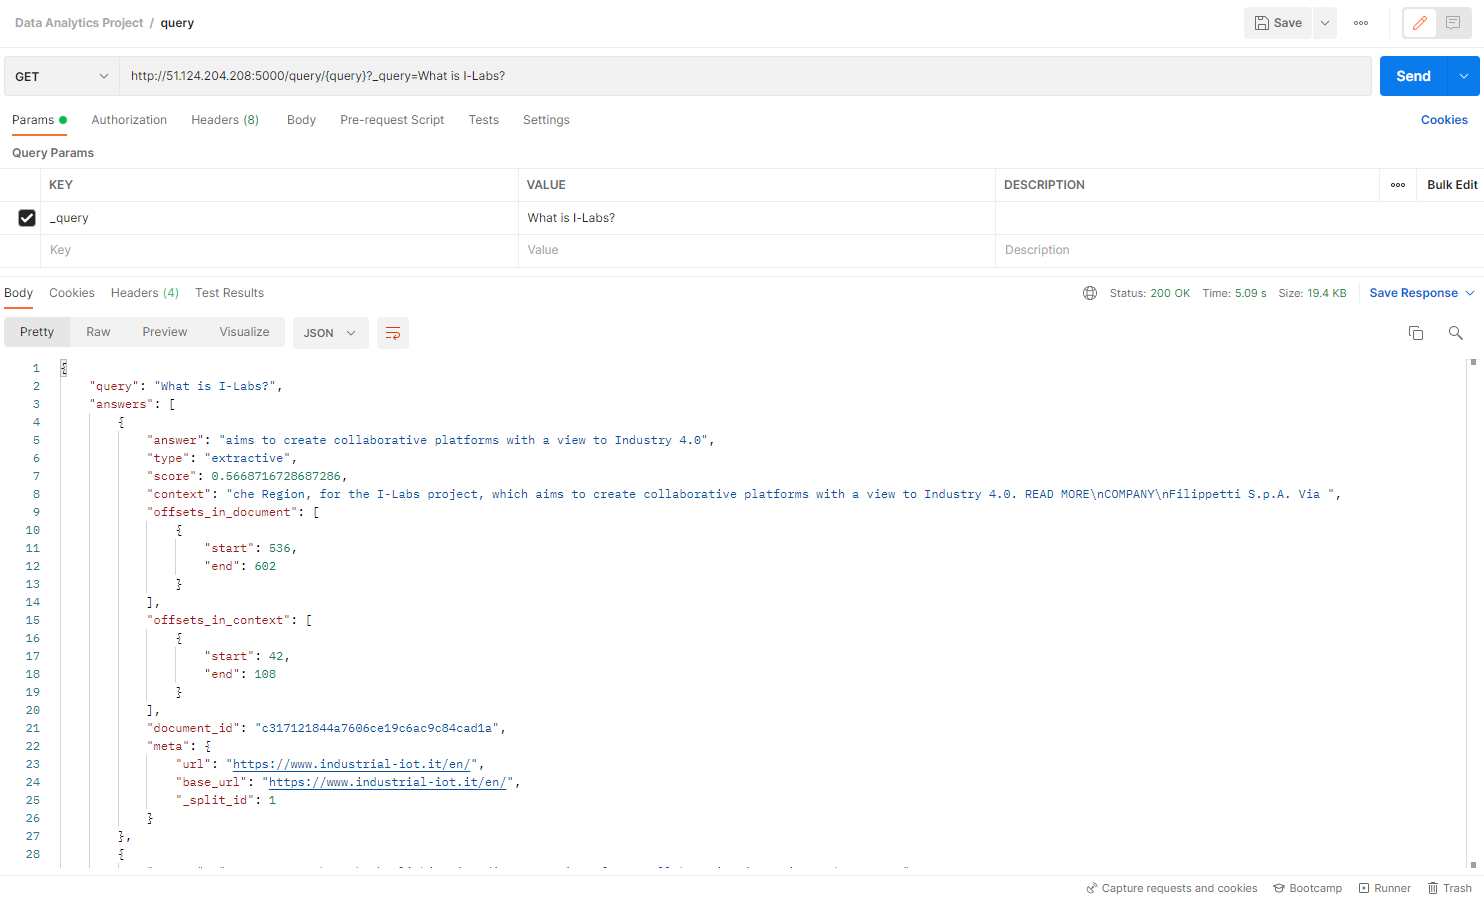 Data Analytics Project / query
Save
GET
http://51.124.204.208:5000/query/{query}?_query=What is I-Labs?
Send
Params Authorization Headers (8) Body Pre-request Script Tests Settings Cookies
Query Params
KEY VALUE DESCRIPTION Bulk Edit
_query What is I-Labs?
Key Value Description
Body Cookies Headers (4) Test Results Status: 200 OK Time: 5.09 s Size: 19.4 KB Save Response
Pretty Raw Preview Visualize JSON
1 {
2 "query": "What is I-Labs?",
3 "answers": [
4 {
5 "answer": "aims to create collaborative platforms with a view to Industry 4.0",
6 "type": "extractive",
7 "score": 0.5668716728687286,
8 "context": "che Region, for the I-Labs project, which aims to create collaborative platforms with a view to Industry 4.0. READ MORE\nCOMPANY\nFilippetti S.p.A. Via ",
9 "offsets_in_document": [
10 {
11 "start": 536,
12 "end": 602
13 }
14 ],
15 "offsets_in_context": [
16 {
17 "start": 42,
18 "end": 108
19 }
20 ],
21 "document_id": "c317121844a7606ce19c6ac9c84cad1a",
22 "meta": {
23 "url": "https://www.industrial-iot.it/en/",
24 "base_url": "https://www.industrial-iot.it/en/",
25 "_split_id": 1
26 }
27 },
28 {
Capture requests and cookies Bootcamp Runner Trash